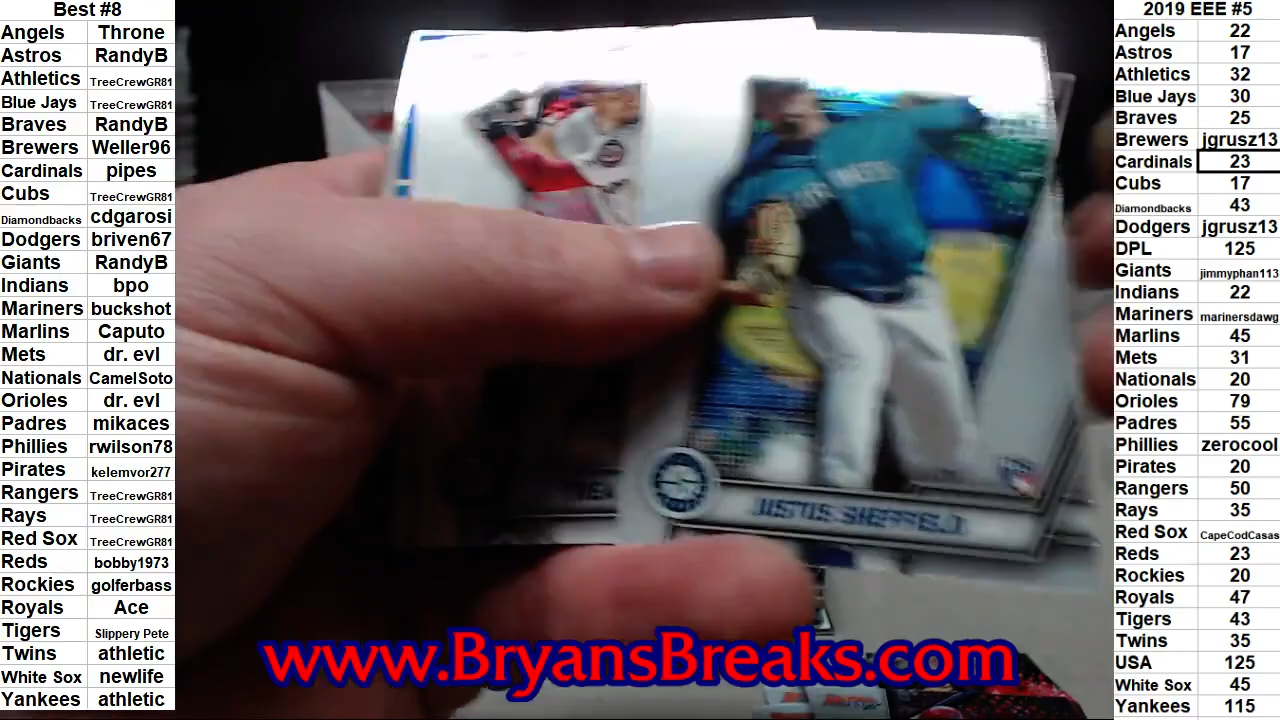 Best #8
Angels Throne
Astros RandyB
Athletics TreeCrewGR81
Blue Jays TreeCrewGR81
Braves RandyB
Brewers Weller96
Cardinals pipes
Cubs TreeCrewGR81
Diamondbacks cdgarosi
Dodgers briven67
Giants RandyB
Indians bpo
Mariners buckshot
Marlins Caputo
Mets dr. evl
Nationals CamelSoto
Orioles dr. evl
Padres mikaces
Phillies rwilson78
Pirates kelemvor277
Rangers TreeCrewGR81
Rays TreeCrewGR81
Red Sox TreeCrewGR81
Reds bobby1973
Rockies golferbass
Royals Ace
Tigers Slippery Pete
Twins athletic
White Sox newlife
Yankees athletic
JUSTUS SHEFFIELD
www.BryansBreaks.com
2019 EEE #5
Angels 22
Astros 17
Athletics 32
Blue Jays 30
Braves 25
Brewers jgrusz13
Cardinals 23
Cubs 17
Diamondbacks 43
Dodgers jgrusz13
DPL 125
Giants jimmyphan113
Indians 22
Mariners marinersdawg
Marlins 45
Mets 31
Nationals 20
Orioles 79
Padres 55
Phillies zerocool
Pirates 20
Rangers 50
Rays 35
Red Sox CapeCodCasas
Reds 23
Rockies 20
Royals 47
Tigers 43
Twins 35
USA 125
White Sox 45
Yankees 115